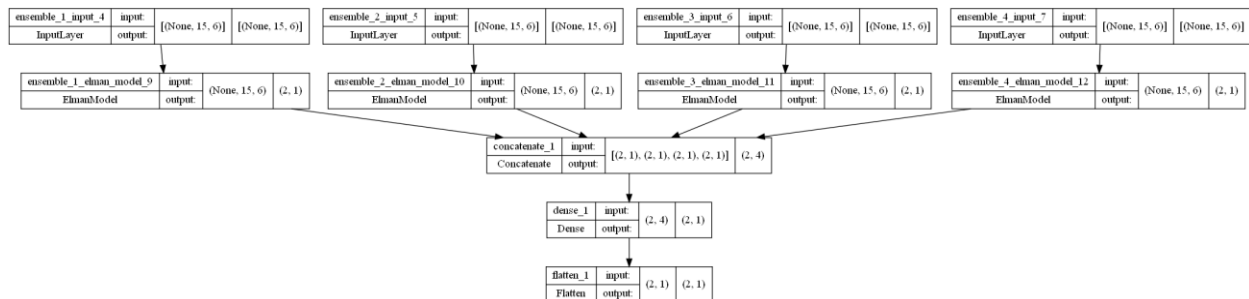 ensemble_1_input_4 input: [(None, 15, 6)] [(None, 15, 6)]
InputLayer output:
ensemble_2_input_5 input: [(None, 15, 6)] [(None, 15, 6)]
InputLayer output:
ensemble_3_input_6 input: [(None, 15, 6)] [(None, 15, 6)]
InputLayer output:
ensemble_4_input_7 input: [(None, 15, 6)] [(None, 15, 6)]
InputLayer output:
ensemble_1_elman_model_9 input: (None, 15, 6) (2, 1)
ElmanModel output:
ensemble_2_elman_model_10 input: (None, 15, 6) (2, 1)
ElmanModel output:
ensemble_3_elman_model_11 input: (None, 15, 6) (2, 1)
ElmanModel output:
ensemble_4_elman_model_12 input: (None, 15, 6) (2, 1)
ElmanModel output:
concatenate_1 input: [(2, 1), (2, 1), (2, 1), (2, 1)] (2, 4)
Concatenate output:
dense_1 input: (2, 4) (2, 1)
Dense output:
flatten_1 input: (2, 1) (2, 1)
Flatten output: